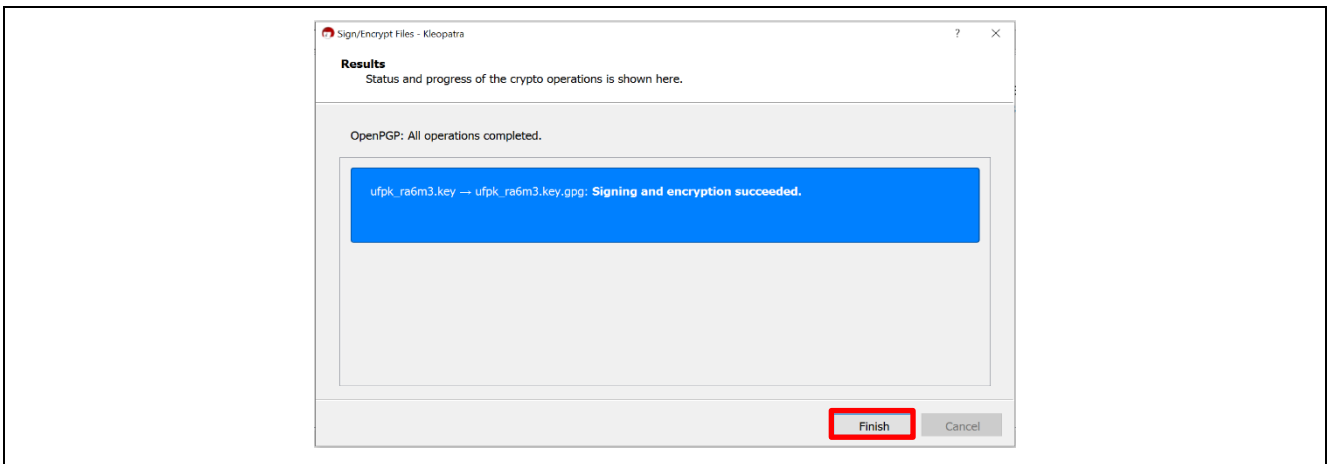 Sign/Encrypt Files - Kleopatra
Results
Status and progress of the crypto operations is shown here.
OpenPGP: All operations completed.
ufpk_ra6m3.key → ufpk_ra6m3.key.gpg: Signing and encryption succeeded.
Finish Cancel